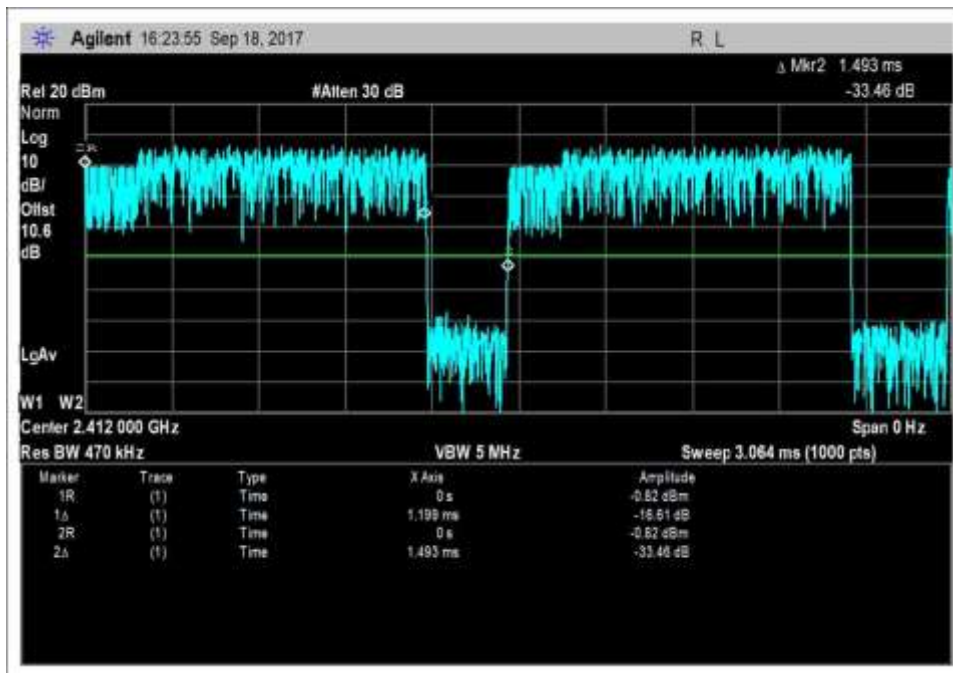 Agilent 16:23:55 Sep 18, 2017 R L
Δ Mkr2 1.493 ms
Ref 20 dBm #Atten 30 dB -33.46 dB
Norm
Log
10
dB/
Offst
10.6
dB
LgAv
W1 W2
Center 2.412 000 GHz Span 0 Hz
Res BW 470 kHz VBW 5 MHz Sweep 3.064 ms (1000 pts)
Marker Trace Type X Axis Amplitude
1R (1) Time 0 s -0.82 dBm
1Δ (1) Time 1.199 ms -16.61 dB
2R (1) Time 0 s -0.82 dBm
2Δ (1) Time 1.493 ms -33.46 dB